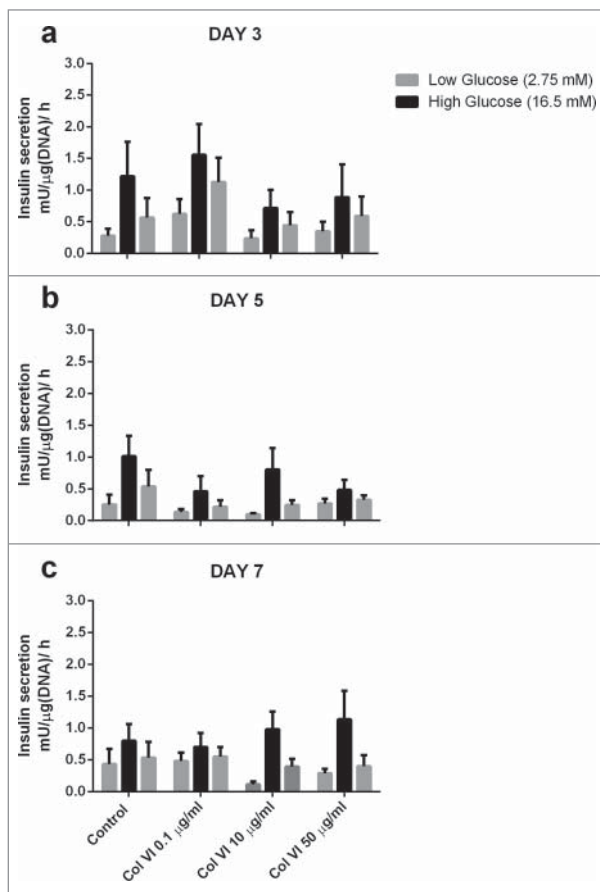 a
DAY 3
Low Glucose (2.75 mM)
High Glucose (16.5 mM)
Insulin secretion
mU/μg(DNA)/ h
3.0
2.5
2.0
1.5
1.0
0.5
0.0
b
DAY 5
Insulin secretion
mU/μg(DNA)/ h
3.0
2.5
2.0
1.5
1.0
0.5
0.0
c
DAY 7
Insulin secretion
mU/μg(DNA)/ h
3.0
2.5
2.0
1.5
1.0
0.5
0.0
Control
Col VI 0.1 μg/ml
Col VI 10 μg/ml
Col VI 50 μg/ml